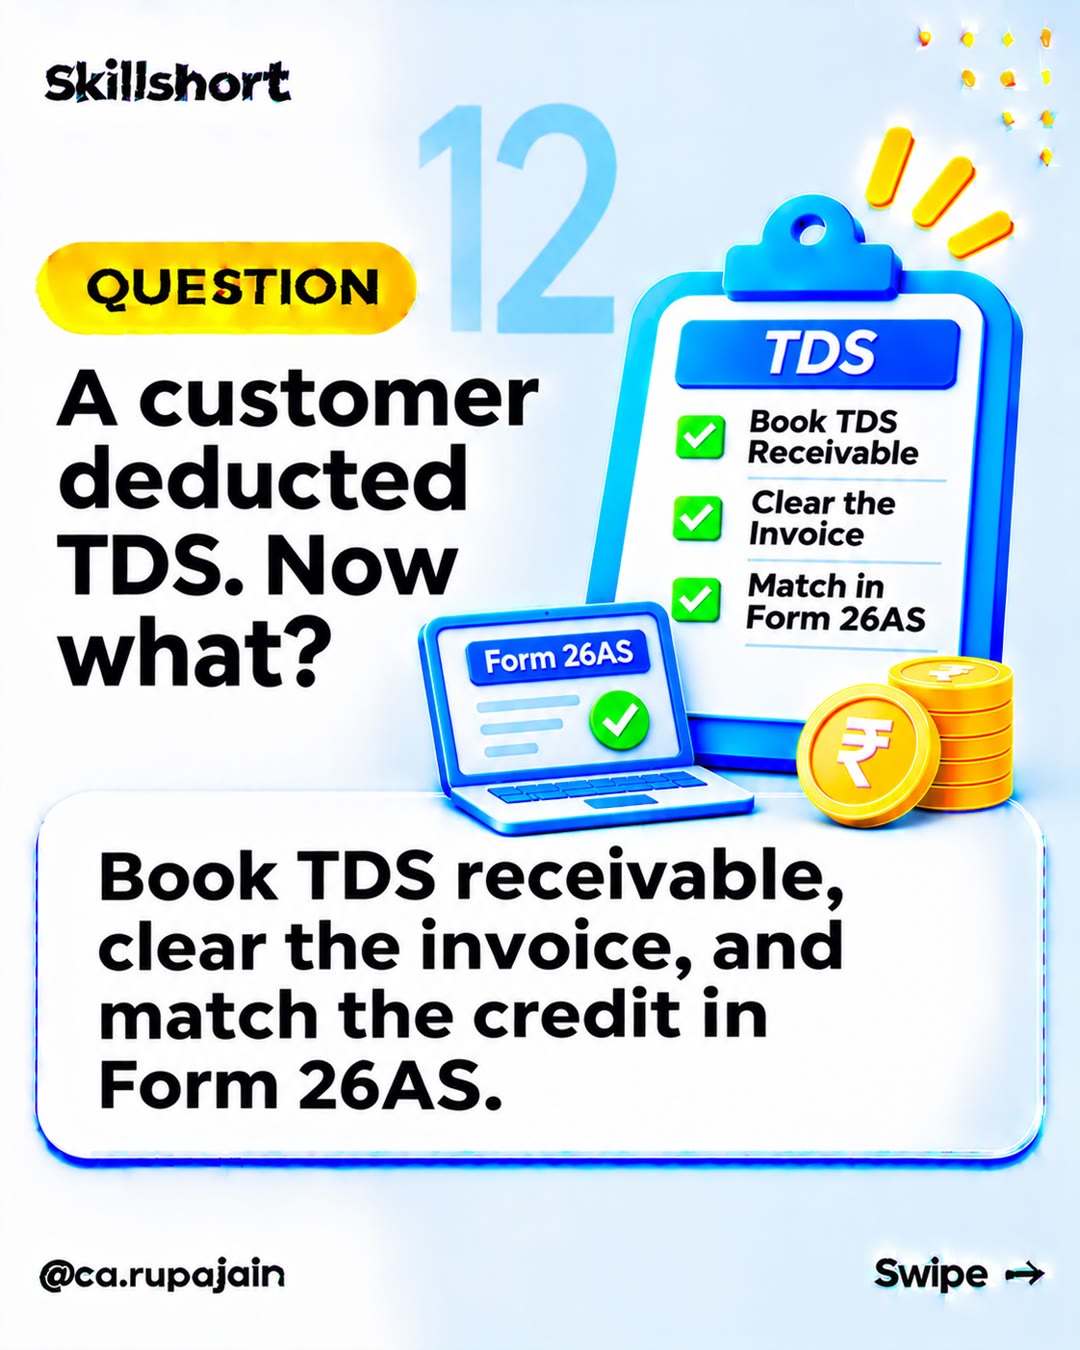 Skillshort
12
QUESTION
A customer
deducted
TDS. Now
what?
TDS
Book TDS
Receivable
Clear the
Invoice
Match in
Form 26AS
Form 26AS
₹
₹
Book TDS receivable,
clear the invoice, and
match the credit in
Form 26AS.
@ca.rupajain
Swipe →